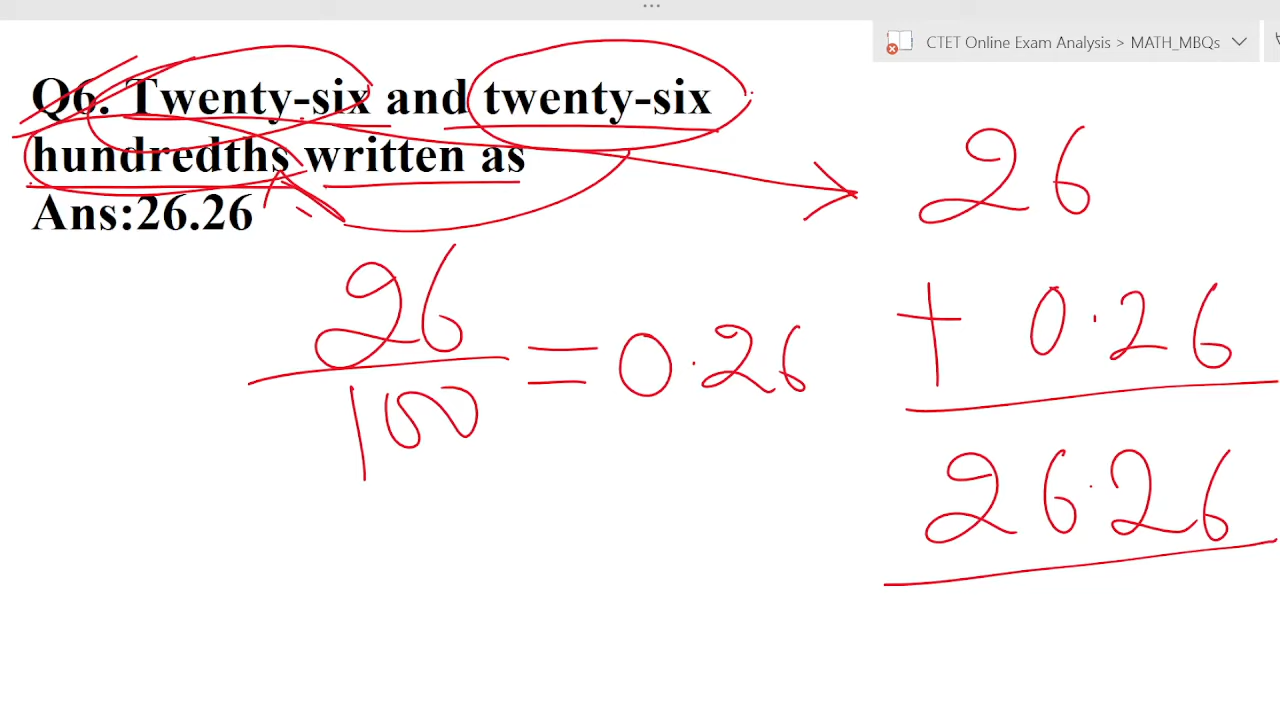 CTET Online Exam Analysis > MATH_MBQs
Q6. Twenty-six and twenty-six
hundredths written as
Ans:26.26
26
100
= 0.26
26
+ 0.26
26.26